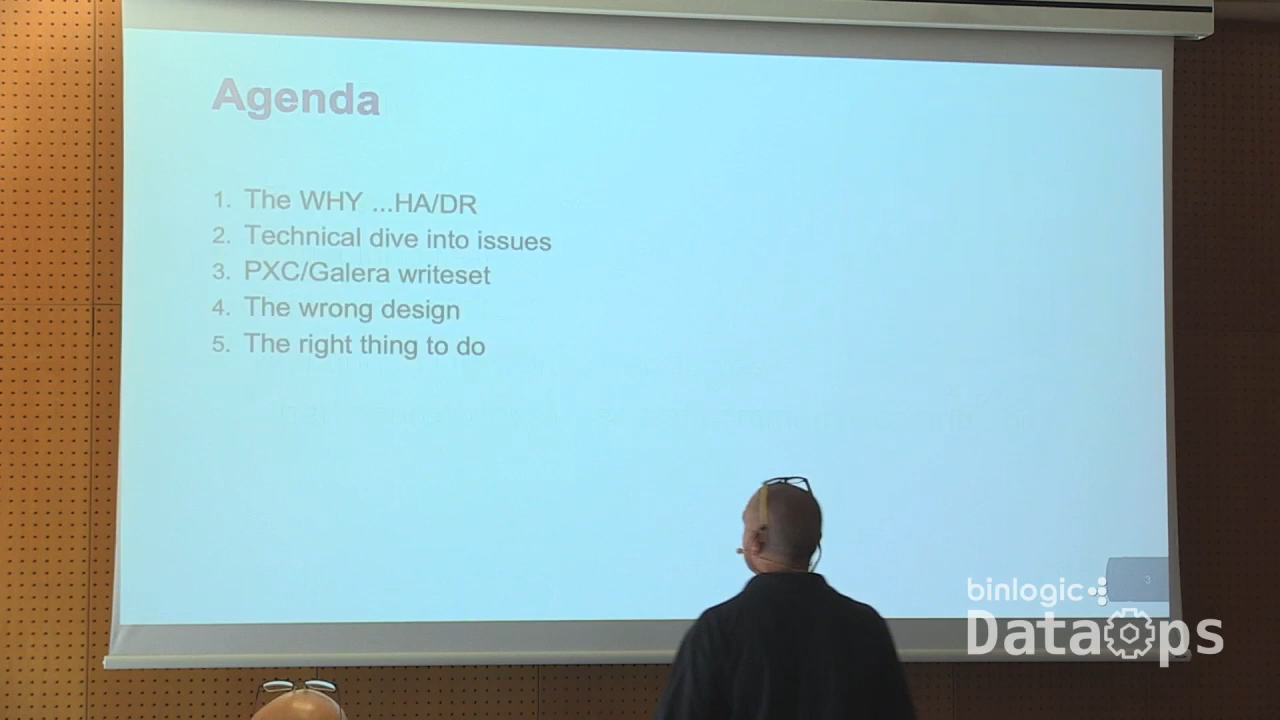 Agenda
1. The WHY ...HA/DR
2. Technical dive into issues
3. PXC/Galera writeset
4. The wrong design
5. The right thing to do
3
binlogic
DataOps